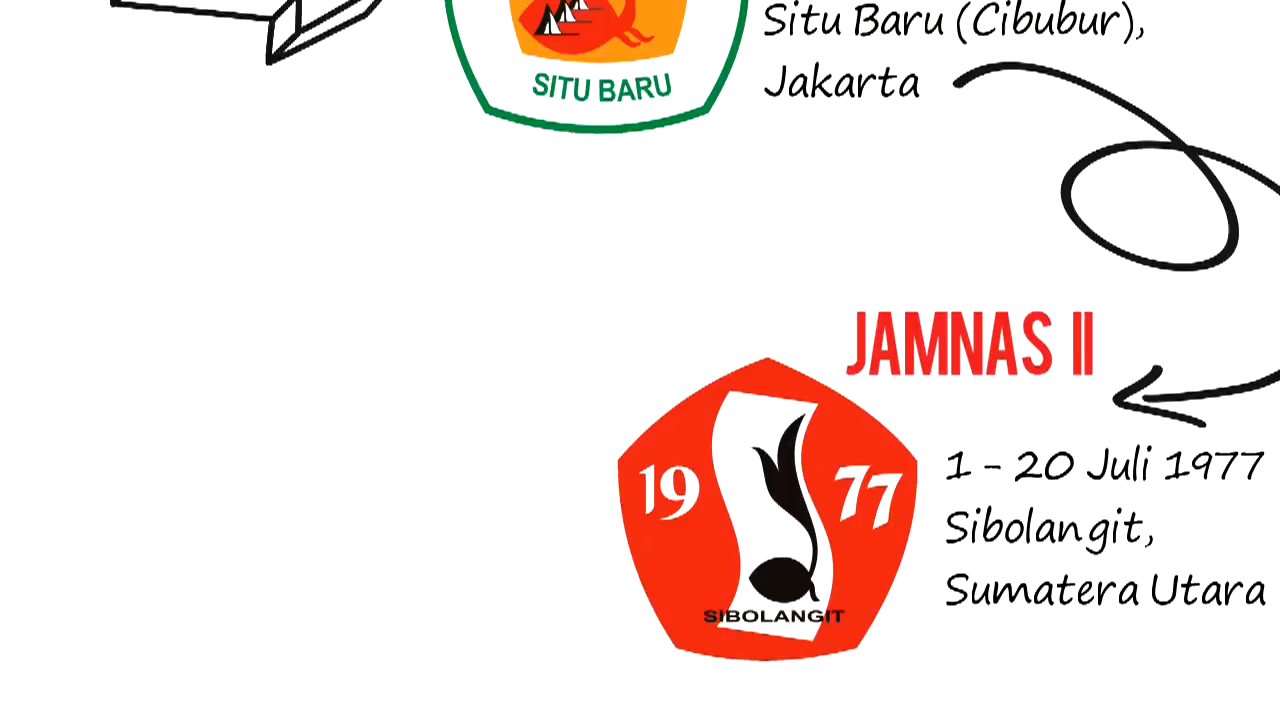 Situ Baru (Cibubur),
Jakarta
SITU BARU
JAMNAS II
19 77
SIBOLANGIT
1 - 20 Juli 1977
Sibolangit,
Sumatera Utara